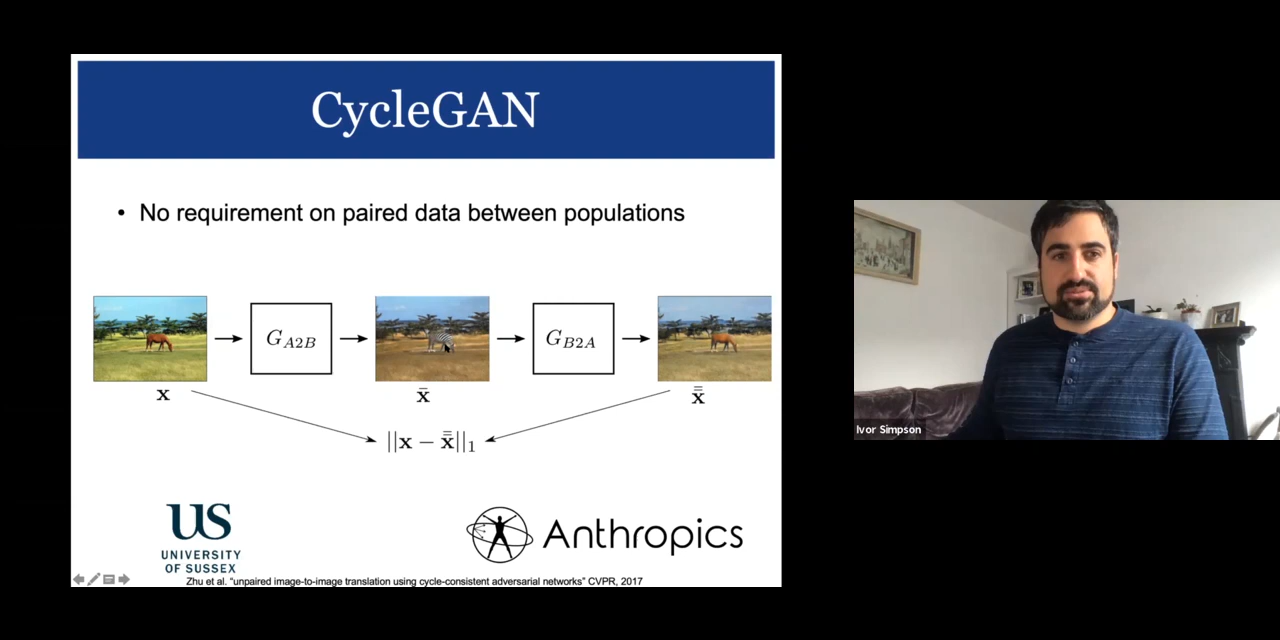 CycleGAN
• No requirement on paired data between populations
G_{A2B}
G_{B2A}
x
x̄
x̿
||x − x̿||₁
US
UNIVERSITY
OF SUSSEX
Anthropics
Zhu et al. “unpaired image-to-image translation using cycle-consistent adversarial networks” CVPR, 2017
Ivor Simpson